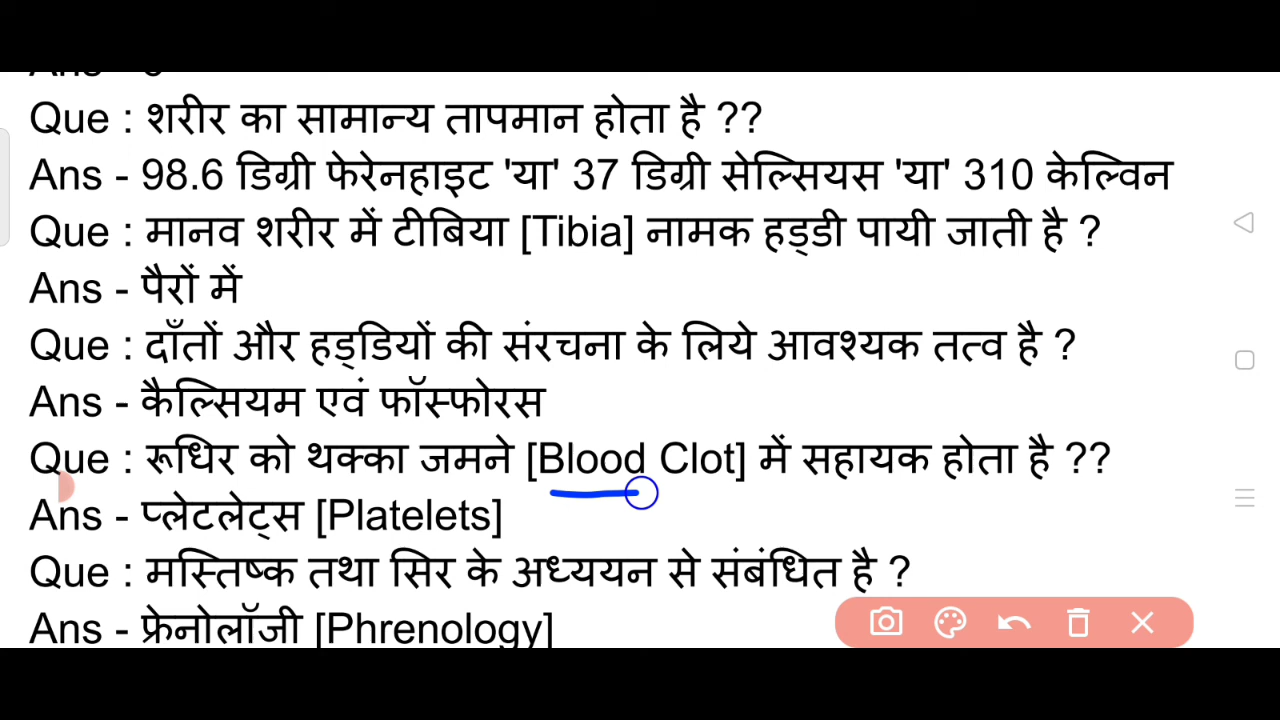 Que : शरीर का सामान्य तापमान होता है ??
Ans - 98.6 डिग्री फेरेनहाइट 'या' 37 डिग्री सेल्सियस 'या' 310 केल्विन
Que : मानव शरीर में टीबिया [Tibia] नामक हड्डी पायी जाती है ?
Ans - पैरों में
Que : दाँतों और हड्डियों की संरचना के लिये आवश्यक तत्व है ?
Ans - कैल्सियम एवं फॉस्फोरस
Que : रूधिर को थक्का जमने [Blood Clot] में सहायक होता है ??
Ans - प्लेटलेट्स [Platelets]
Que : मस्तिष्क तथा सिर के अध्ययन से संबंधित है ?
Ans - फ्रेनोलॉजी [Phrenology]